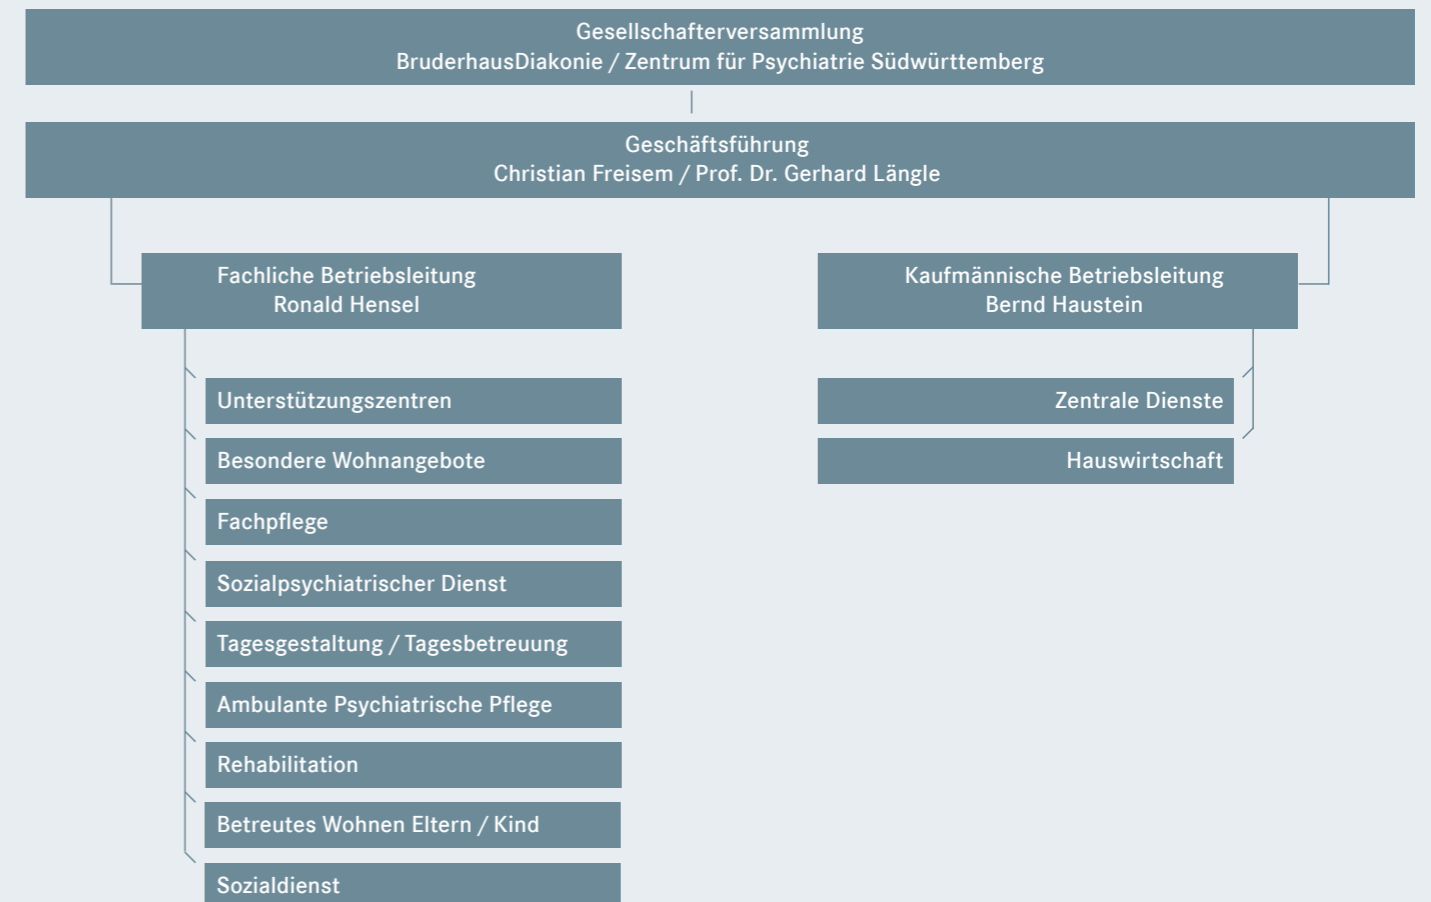 Gesellschafterversammlung
BruderhausDiakonie / Zentrum für Psychiatrie Südwürttemberg
Geschäftsführung
Christian Freisem / Prof. Dr. Gerhard Längle
Fachliche Betriebsleitung
Ronald Hensel
Unterstützungszentren
Besondere Wohnangebote
Fachpflege
Sozialpsychiatrischer Dienst
Tagesgestaltung / Tagesbetreuung
Ambulante Psychiatrische Pflege
Rehabilitation
Betreutes Wohnen Eltern / Kind
Sozialdienst
Kaufmännische Betriebsleitung
Bernd Haustein
Zentrale Dienste
Hauswirtschaft